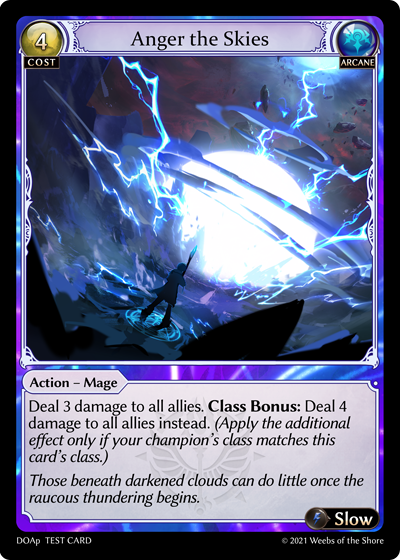 4
Anger the Skies
COST
ARCANE
Action – Mage
Deal 3 damage to all allies. Class Bonus: Deal 4
damage to all allies instead. (Apply the additional
effect only if your champion's class matches this
card's class.)
Those beneath darkened clouds can do little once the
raucous thundering begins.
Slow
DOAp TEST CARD
© 2021 Weebs of the Shore